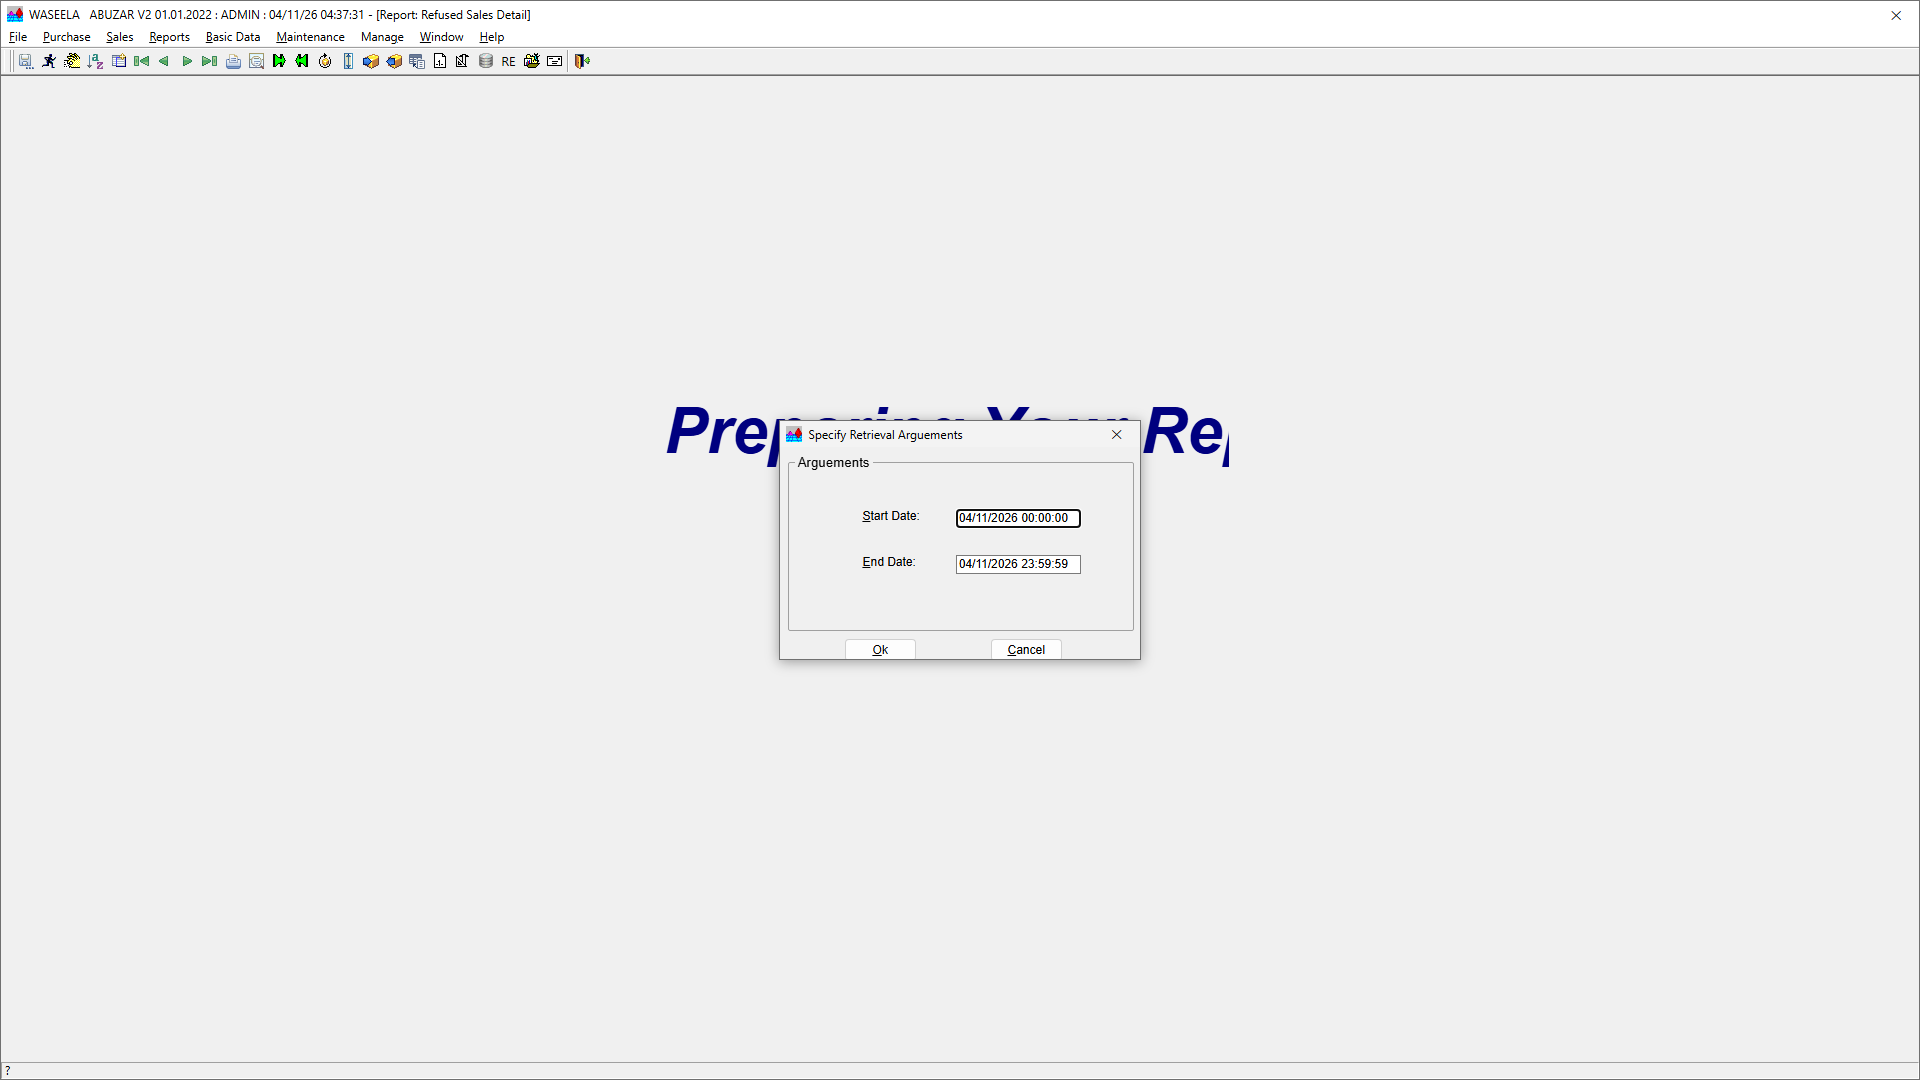 WASEELA ABUZAR V2 01.01.2022 : ADMIN : 04/11/26 04:37:31 - [Report: Refused Sales Detail]
File Purchase Sales Reports Basic Data Maintenance Manage Window Help
RE
Specify Retrieval Arguements
Arguements
Start Date: 04/11/2026 00:00:00
End Date: 04/11/2026 23:59:59
Ok Cancel
?